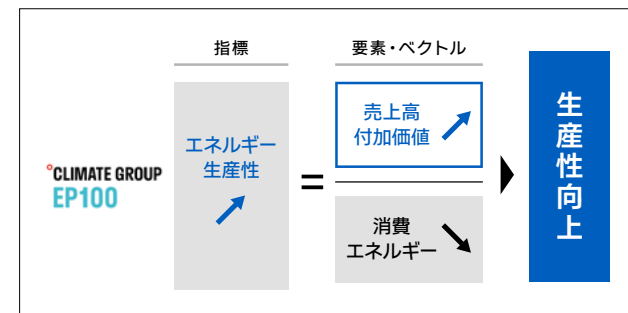 指標
要素・ベクトル
°CLIMATE GROUP
EP100
エネルギー
生産性
=
売上高
付加価値
消費
エネルギー
生産性向上